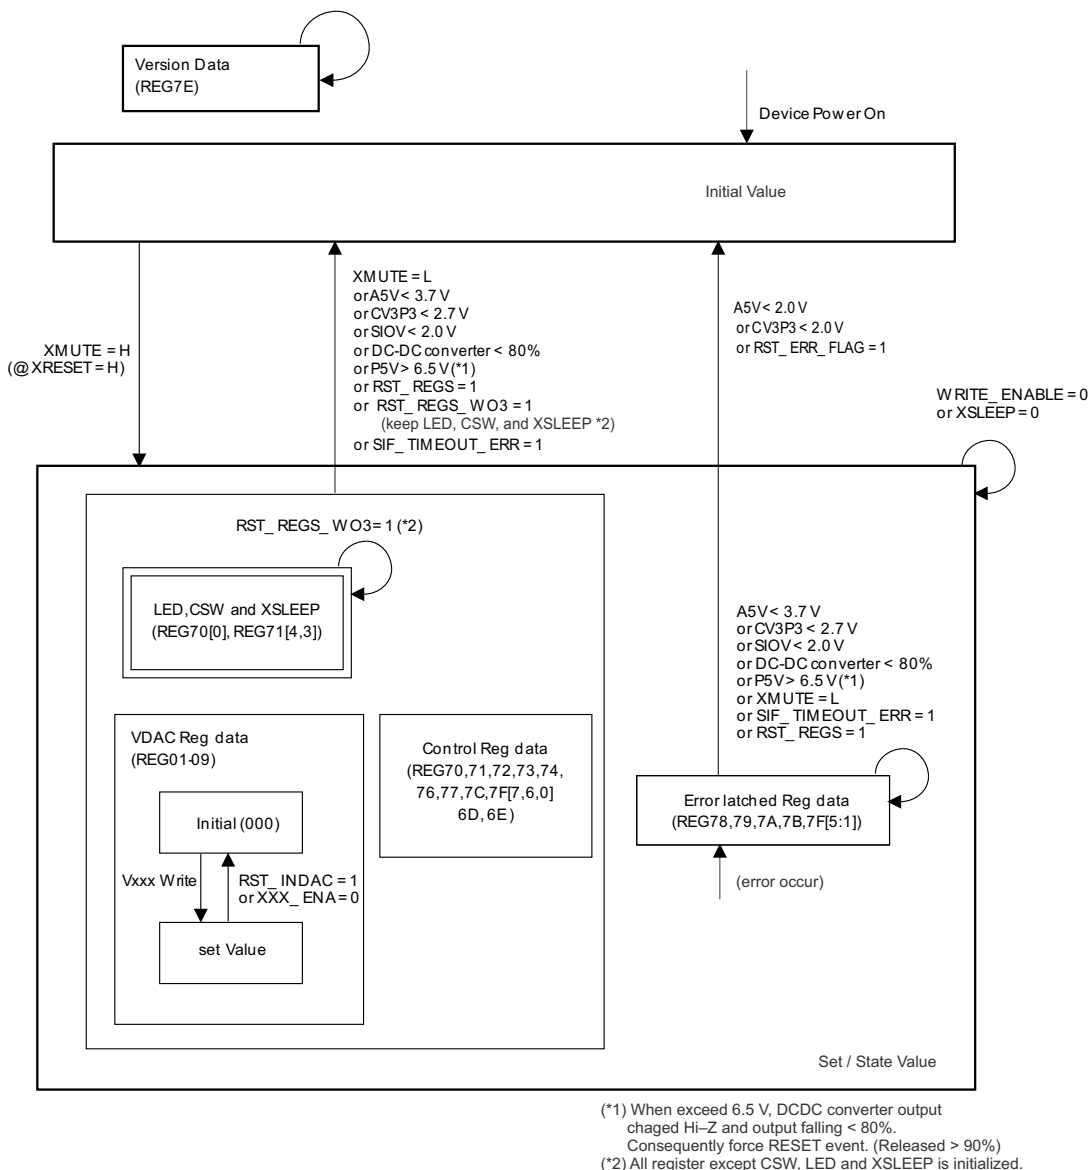 Version Data
(REG7E)
Device Power On
Initial Value
XMUTE = H
(@XRESET = H)
XMUTE = L
or A5V < 3.7 V
or CV3P3 < 2.7 V
or SIOV < 2.0 V
or DC-DC converter < 80%
or P5V > 6.5 V (*1)
or RST_REGS = 1
or RST_REGS_WO3 = 1
(keep LED, CSW, and XSLEEP *2)
or SIF_TIMEOUT_ERR = 1
A5V < 2.0 V
or CV3P3 < 2.0 V
or RST_ERR_FLAG = 1
WRITE_ENABLE = 0
or XSLEEP = 0
RST_REGS_WO3 = 1 (*2)
LED, CSW and XSLEEP
(REG70[0], REG71[4,3])
VDAC Reg data
(REG01-09)
Initial (000)
Vxxx Write
RST_INDAC = 1
or XXX_ENA = 0
set Value
Control Reg data
(REG70,71,72,73,74,
76,77,7C,7F[7,6,0]
6D, 6E )
A5V < 3.7 V
or CV3P3 < 2.7 V
or SIOV < 2.0 V
or DC-DC converter < 80%
or P5V > 6.5 V (*1)
or XMUTE = L
or SIF_TIMEOUT_ERR = 1
or RST_REGS = 1
Error latched Reg data
(REG78,79,7A,7B,7F[5:1])
(error occur)
Set / State Value
(*1) When exceed 6.5 V, DCDC converter output
chaged Hi–Z and output falling < 80%.
Consequently force RESET event. (Released > 90%)
(*2) All register except CSW, LED and XSLEEP is initialized.